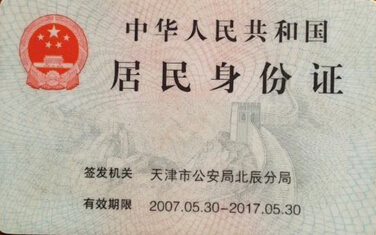 中华人民共和国
居民身份证
签发机关 天津市公安局北辰分局
有效期限 2007.05.30-2017.05.30